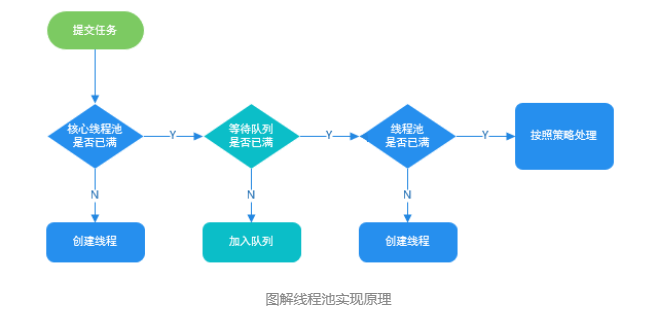 提交任务
核心线程池
是否已满
Y
等待队列
是否已满
Y
线程池
是否已满
Y
按照策略处理
N
N
N
创建线程
加入队列
创建线程
图解线程池实现原理